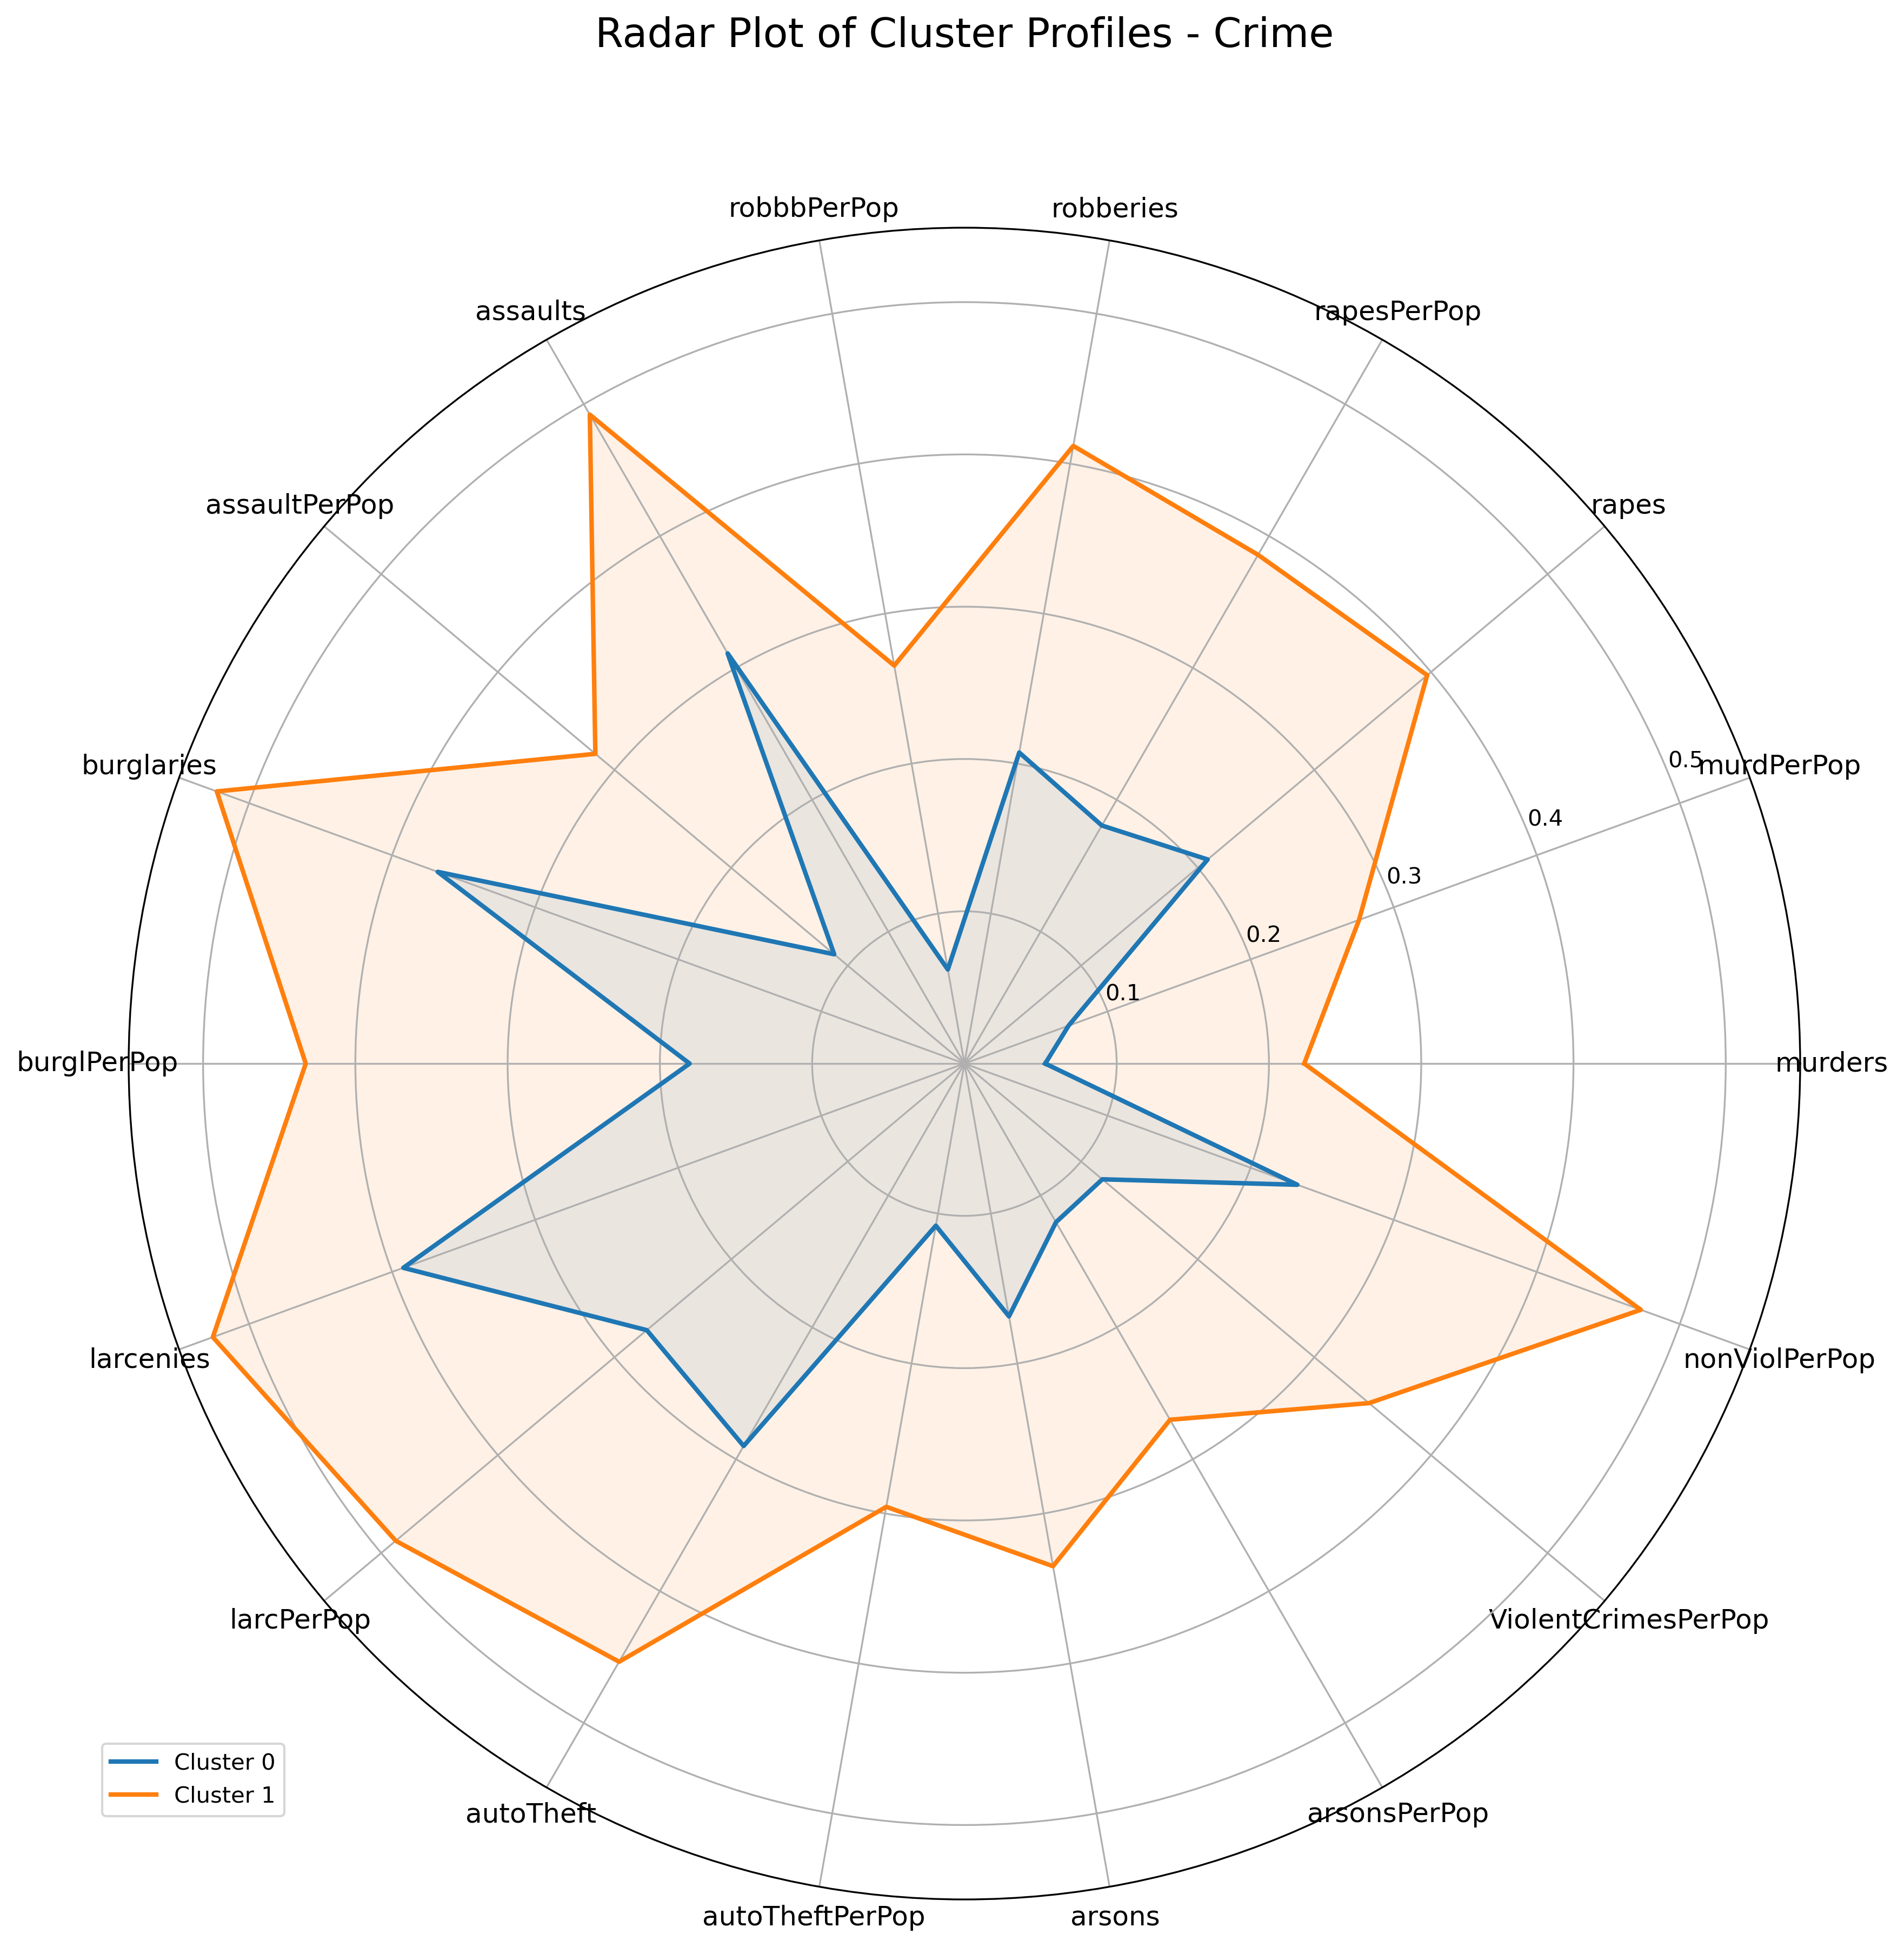 Radar Plot of Cluster Profiles - Crime
robbbPerPop
robberies
assaults
rapesPerPop
assaultPerPop
rapes
burglaries
0.5
murdPerPop
0.4
0.3
0.2
0.1
burglPerPop
murders
larcenies
nonViolPerPop
larcPerPop
ViolentCrimesPerPop
Cluster 0
Cluster 1
autoTheft
arsonsPerPop
autoTheftPerPop
arsons